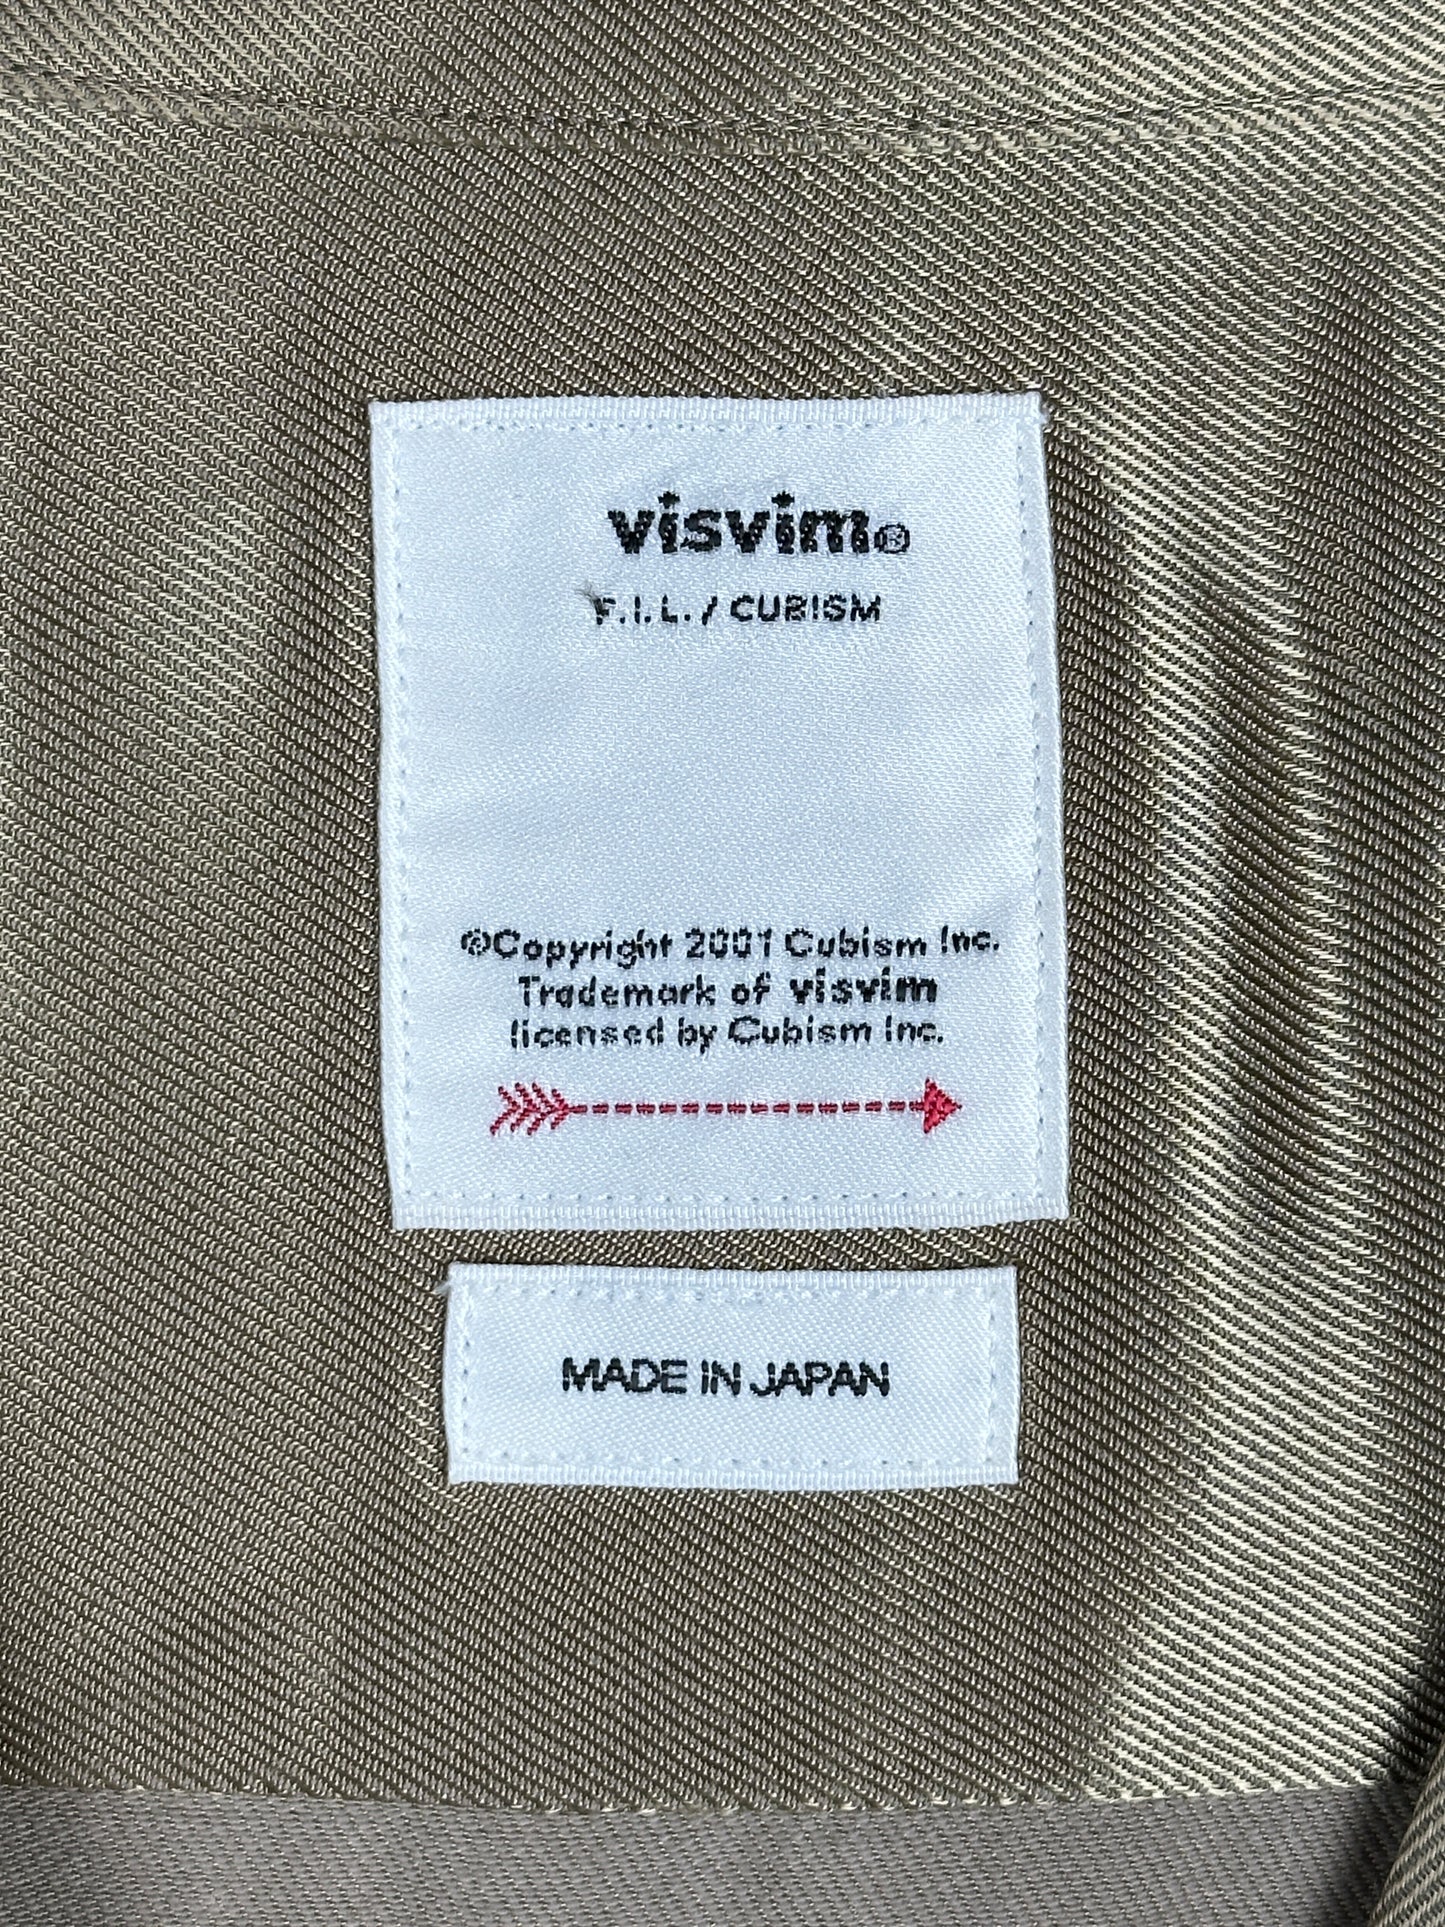 visvim®
F.I.L. / CUBISM
©Copyright 2001 Cubism Inc.
Trademark of visvim
licensed by Cubism Inc.
MADE IN JAPAN